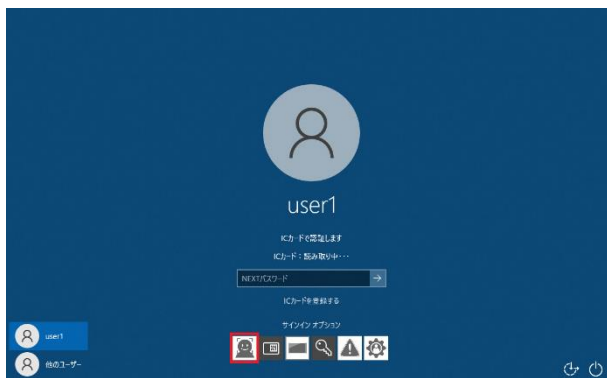 user1
ICカードで認証します
ICカード：読み取り中・・・
NEXTパスワード
ICカードを登録する
サインイン オプション
user1
他のユーザー